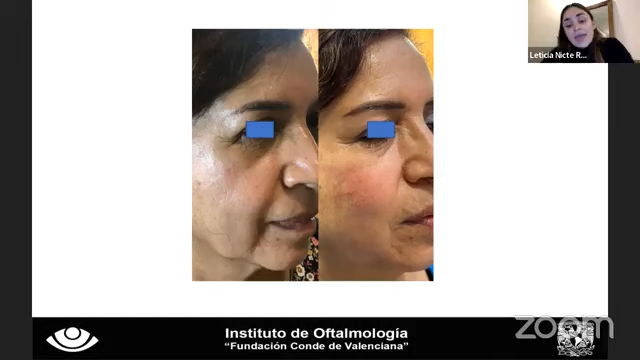 Leticia Nicte R...
Instituto de Oftalmología
“Fundación Conde de Valenciana”
zoom